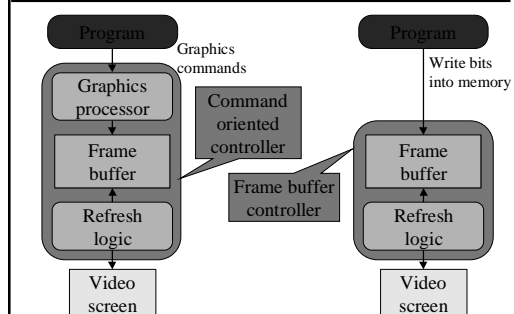 Program
Graphics
commands
Graphics
processor
Frame
buffer
Refresh
logic
Video
screen
Command
oriented
controller
Frame buffer
controller
Program
Write bits
into memory
Frame
buffer
Refresh
logic
Video
screen